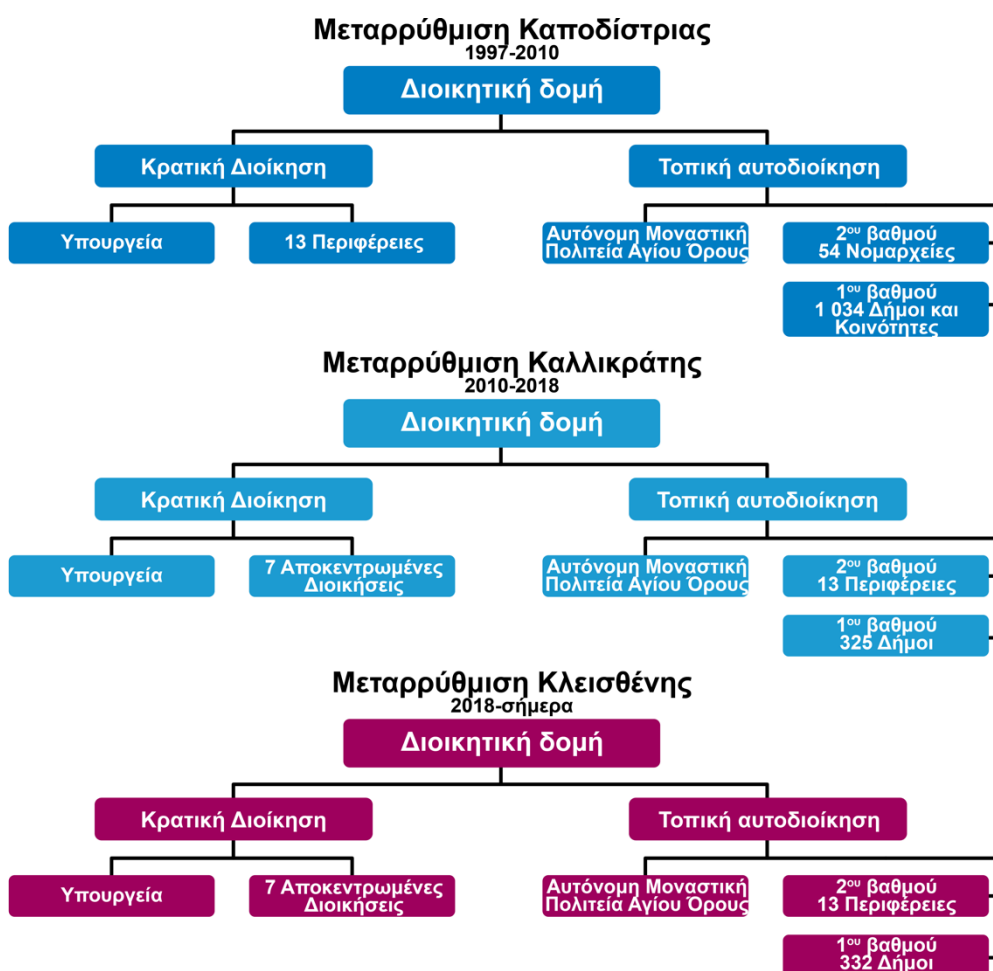 Μεταρρύθμιση Καποδίστριας
1997-2010
Διοικητική δομή
Κρατική Διοίκηση
Τοπική αυτοδιοίκηση
Υπουργεία
13 Περιφέρειες
Αυτόνομη Μοναστική
Πολιτεία Αγίου Όρους
2ου βαθμού
54 Νομαρχείες
1ου βαθμού
1 034 Δήμοι και
Κοινότητες
Μεταρρύθμιση Καλλικράτης
2010-2018
Διοικητική δομή
Κρατική Διοίκηση
Τοπική αυτοδιοίκηση
Υπουργεία
7 Αποκεντρωμένες
Διοικήσεις
Αυτόνομη Μοναστική
Πολιτεία Αγίου Όρους
2ου βαθμού
13 Περιφέρειες
1ου βαθμού
325 Δήμοι
Μεταρρύθμιση Κλεισθένης
2018-σήμερα
Διοικητική δομή
Κρατική Διοίκηση
Τοπική αυτοδιοίκηση
Υπουργεία
7 Αποκεντρωμένες
Διοικήσεις
Αυτόνομη Μοναστική
Πολιτεία Αγίου Όρους
2ου βαθμού
13 Περιφέρειες
1ου βαθμού
332 Δήμοι